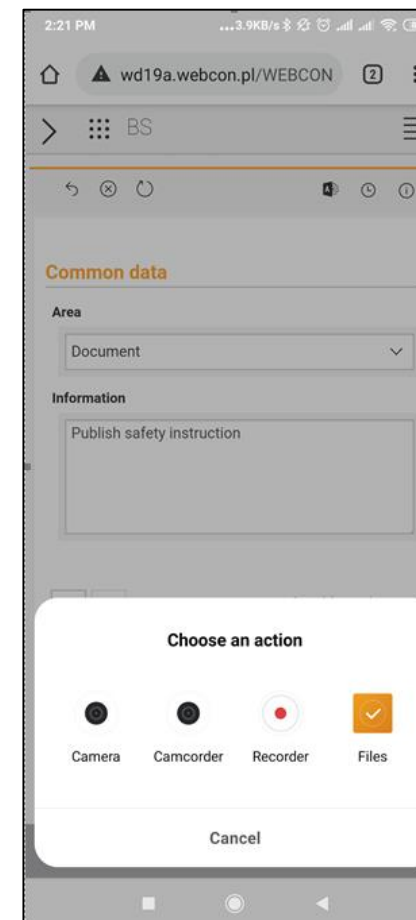 2:21 PM
...3.9KB/s
wd19a.webcon.pl/WEBCON
2
BS
Common data
Area
Document
Information
Publish safety instruction
Choose an action
Camera
Camcorder
Recorder
Files
Cancel